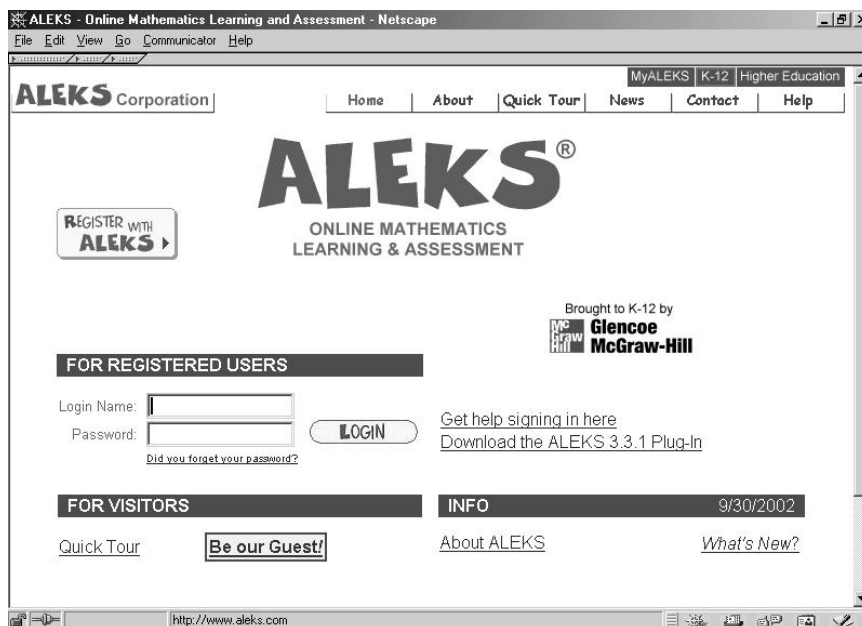 ALEKS - Online Mathematics Learning and Assessment - Netscape
File Edit View Go Communicator Help
MyALEKS K-12 Higher Education
ALEKS Corporation Home About Quick Tour News Contact Help
ALEKS®
REGISTER WITH
ALEKS
ONLINE MATHEMATICS
LEARNING & ASSESSMENT
Brought to K-12 by
Mc Graw Hill
Glencoe
McGraw-Hill
FOR REGISTERED USERS
Login Name:
Password:
LOGIN
Did you forget your password?
Get help signing in here
Download the ALEKS 3.3.1 Plug-In
FOR VISITORS
Quick Tour Be our Guest!
INFO 9/30/2002
About ALEKS What's New?
http://www.aleks.com